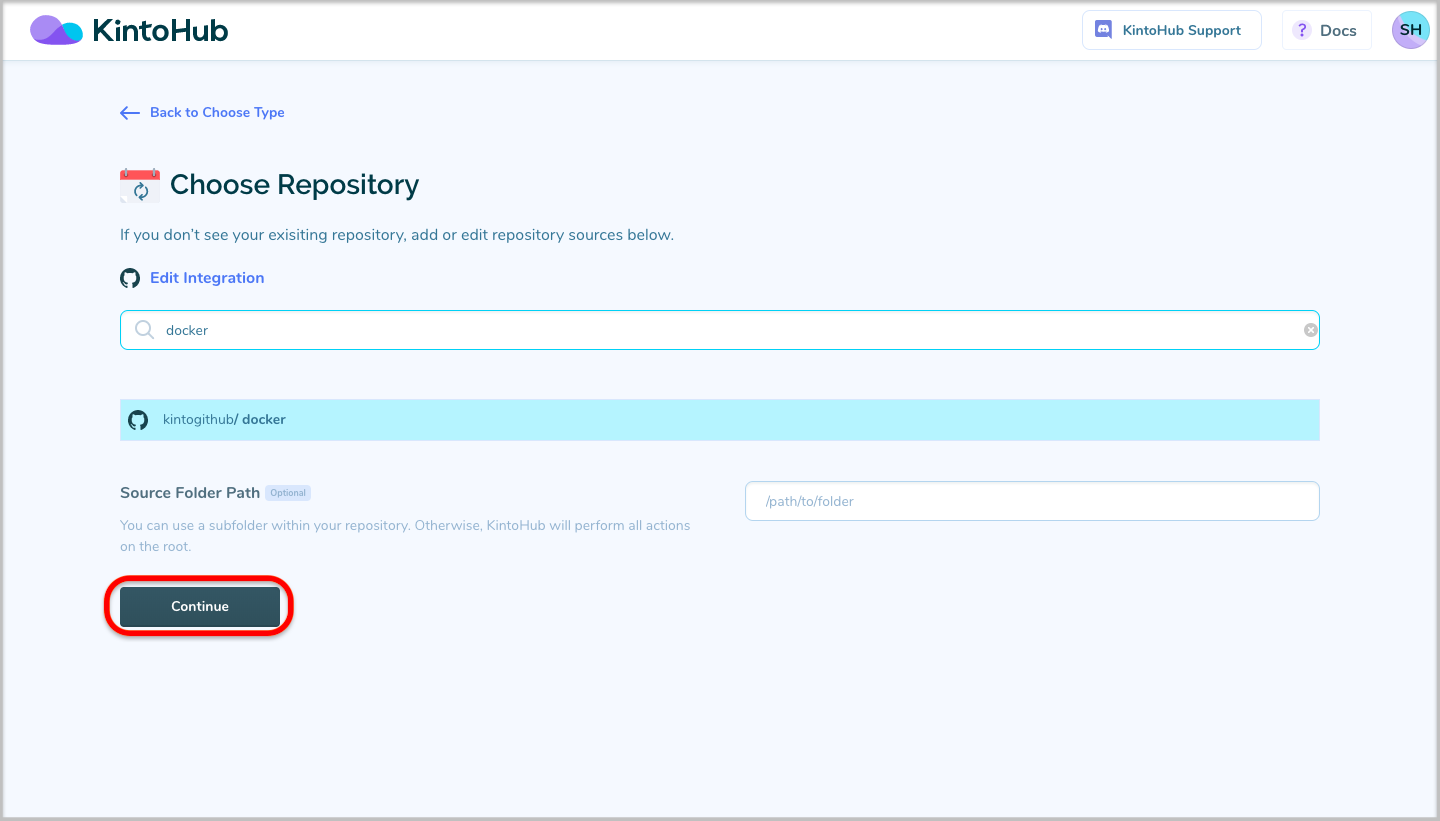 KintoHub
KintoHub Support
? Docs
SH
Back to Choose Type
Choose Repository
If you don't see your exisiting repository, add or edit repository sources below.
Edit Integration
docker
kintogithub/ docker
Source Folder Path Optional
/path/to/folder
You can use a subfolder within your repository. Otherwise, KintoHub will perform all actions
on the root.
Continue